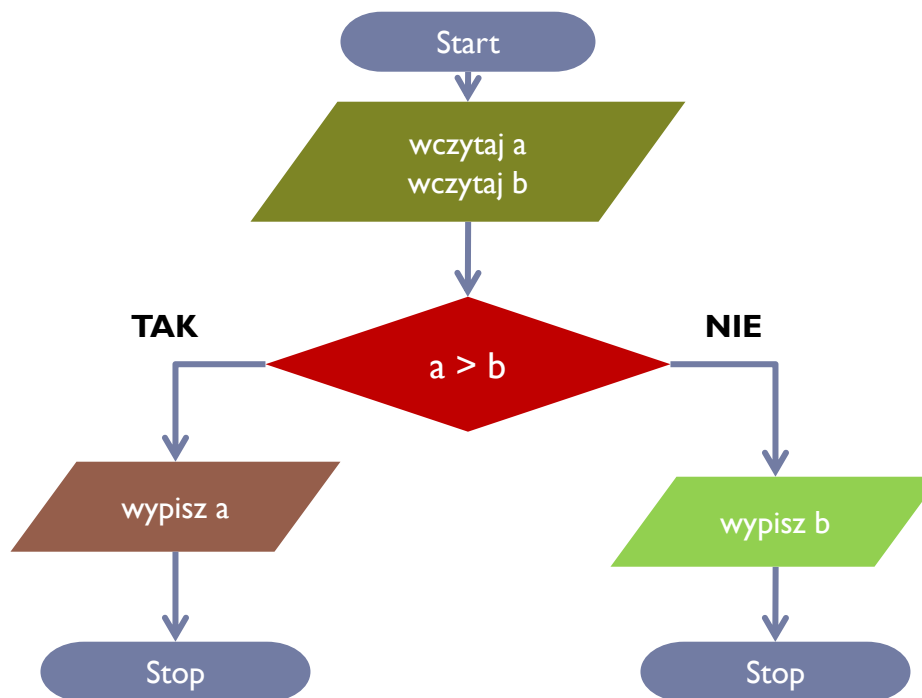 Start
wczytaj a
wczytaj b
TAK
NIE
a > b
wypisz a
wypisz b
Stop
Stop